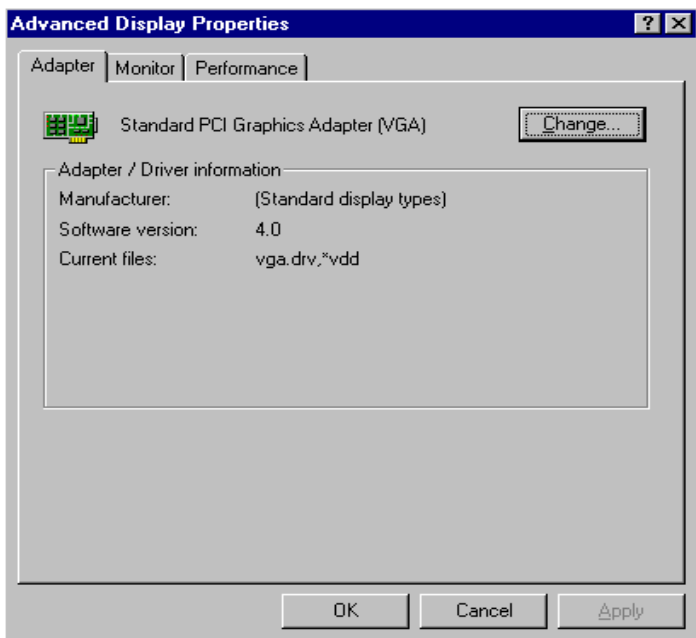 Advanced Display Properties
Adapter Monitor Performance
Standard PCI Graphics Adapter (VGA) Change...
Adapter / Driver information
Manufacturer: (Standard display types)
Software version: 4.0
Current files: vga.drv,*vdd
OK Cancel Apply